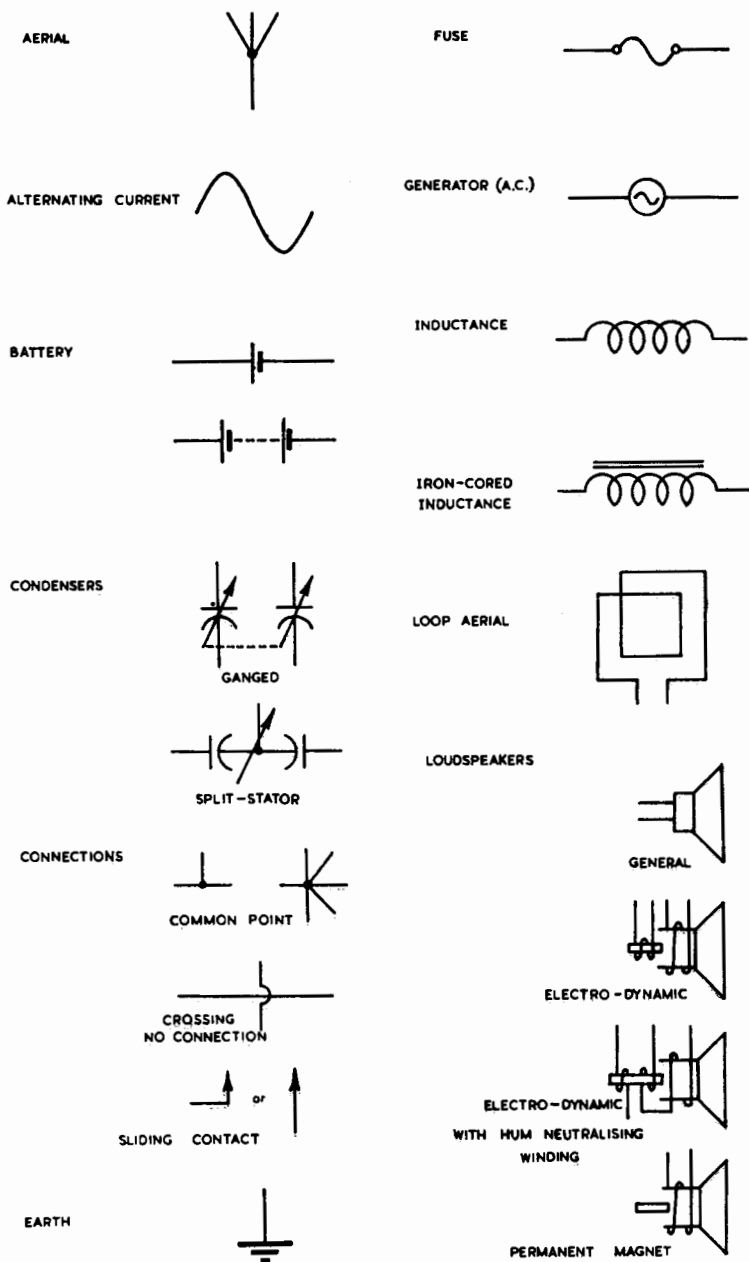 AERIAL
ALTERNATING CURRENT
BATTERY
CONDENSERS
GANGED
SPLIT-STATOR
CONNECTIONS
COMMON POINT
CROSSING
NO CONNECTION
or
SLIDING CONTACT
EARTH
FUSE
GENERATOR (A.C.)
INDUCTANCE
IRON-CORED
INDUCTANCE
LOOP AERIAL
LOUDSPEAKERS
GENERAL
ELECTRO-DYNAMIC
ELECTRO-DYNAMIC
WITH HUM NEUTRALISING
WINDING
PERMANENT MAGNET